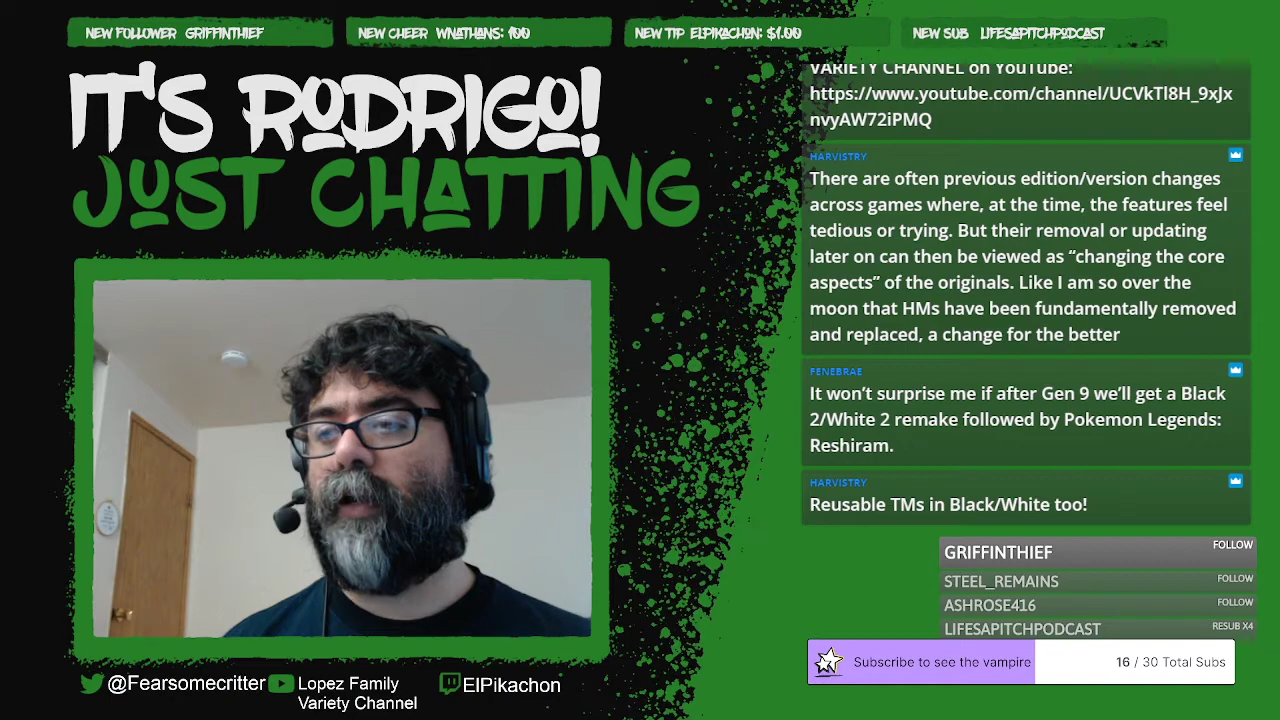 NEW FOLLOWER GRIFFINTHIEF
NEW CHEER WNATHANS: 100
NEW TIP ELPIKACHON: $1.00
NEW SUB LIFESAPITCHPODCAST
IT'S RODRIGO!
JUST CHATTING
VARIETY CHANNEL on YouTube:
https://www.youtube.com/channel/UCVkTl8H_9xJx
nvyAW72iPMQ
HARVISTRY
There are often previous edition/version changes
across games where, at the time, the features feel
tedious or trying. But their removal or updating
later on can then be viewed as “changing the core
aspects” of the originals. Like I am so over the
moon that HMs have been fundamentally removed
and replaced, a change for the better
FENEBRAE
It won’t surprise me if after Gen 9 we’ll get a Black
2/White 2 remake followed by Pokemon Legends:
Reshiram.
HARVISTRY
Reusable TMs in Black/White too!
GRIFFINTHIEF FOLLOW
STEEL_REMAINS FOLLOW
ASHROSE416 FOLLOW
LIFESAPITCHPODCAST RESUB X4
Subscribe to see the vampire 16 / 30 Total Subs
@Fearsomecritter
Lopez Family
Variety Channel
ElPikachon